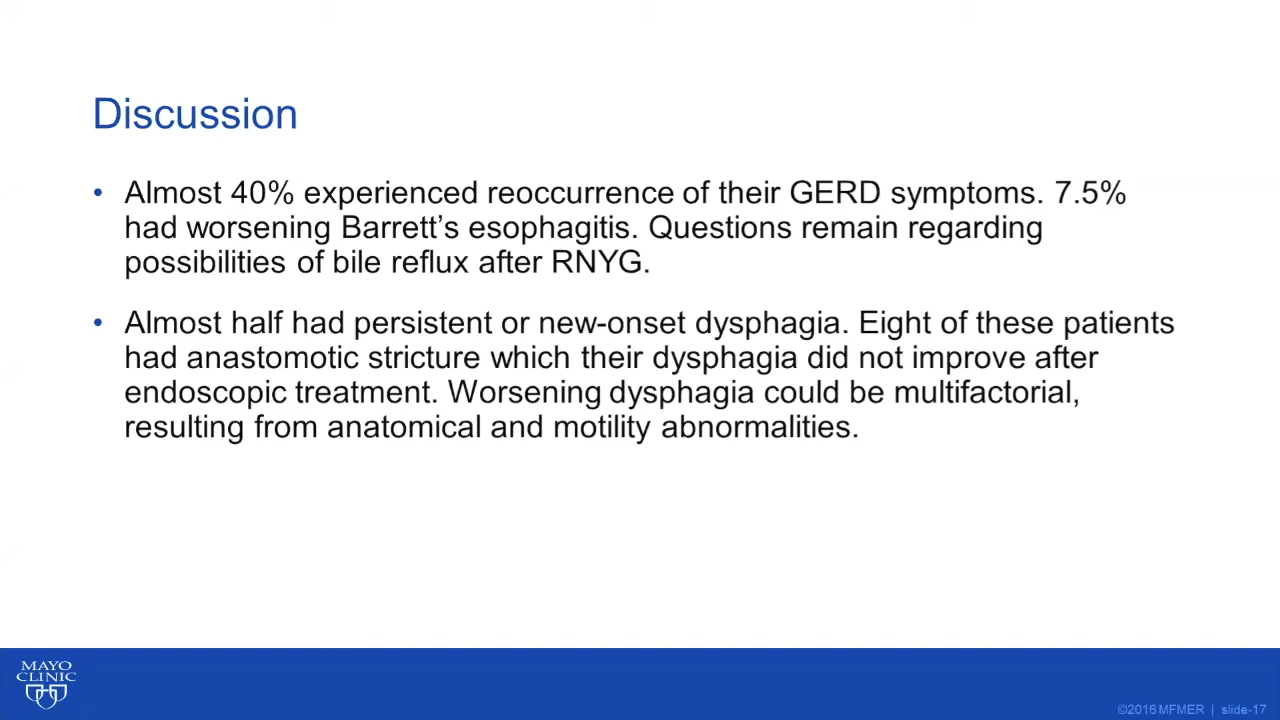 Discussion
• Almost 40% experienced reoccurrence of their GERD symptoms. 7.5%
had worsening Barrett’s esophagitis. Questions remain regarding
possibilities of bile reflux after RNYG.
• Almost half had persistent or new-onset dysphagia. Eight of these patients
had anastomotic stricture which their dysphagia did not improve after
endoscopic treatment. Worsening dysphagia could be multifactorial,
resulting from anatomical and motility abnormalities.
MAYO
CLINIC
©2016 MFMER | slide-17